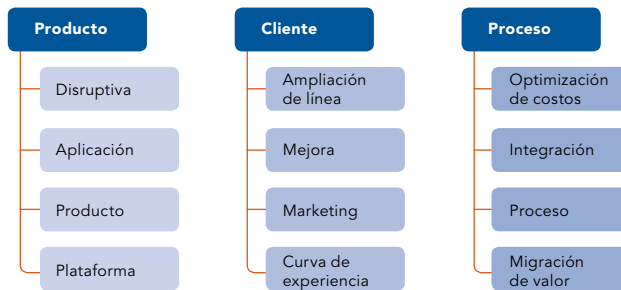 Producto
Disruptiva
Aplicación
Producto
Plataforma
Cliente
Ampliación
de línea
Mejora
Marketing
Curva de
experiencia
Proceso
Optimización
de costos
Integración
Proceso
Migración
de valor